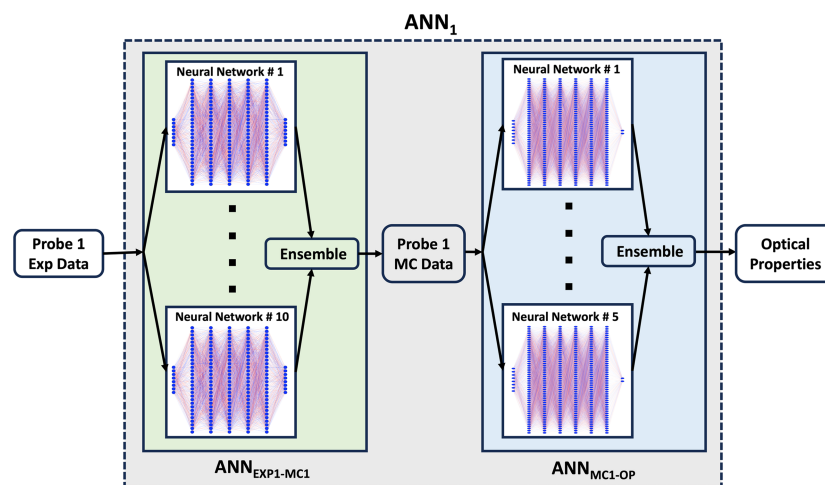 ANN1
Neural Network # 1
Neural Network # 1
Probe 1
Exp Data
Ensemble
Probe 1
MC Data
Ensemble
Optical
Properties
Neural Network # 10
Neural Network # 5
ANNEXP1-MC1
ANNMC1-OP